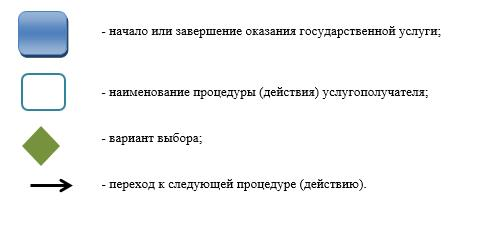 - начало или завершение оказания государственной услуги;
- наименование процедуры (действия) услугополучателя;
- вариант выбора;
- переход к следующей процедуре (действию).